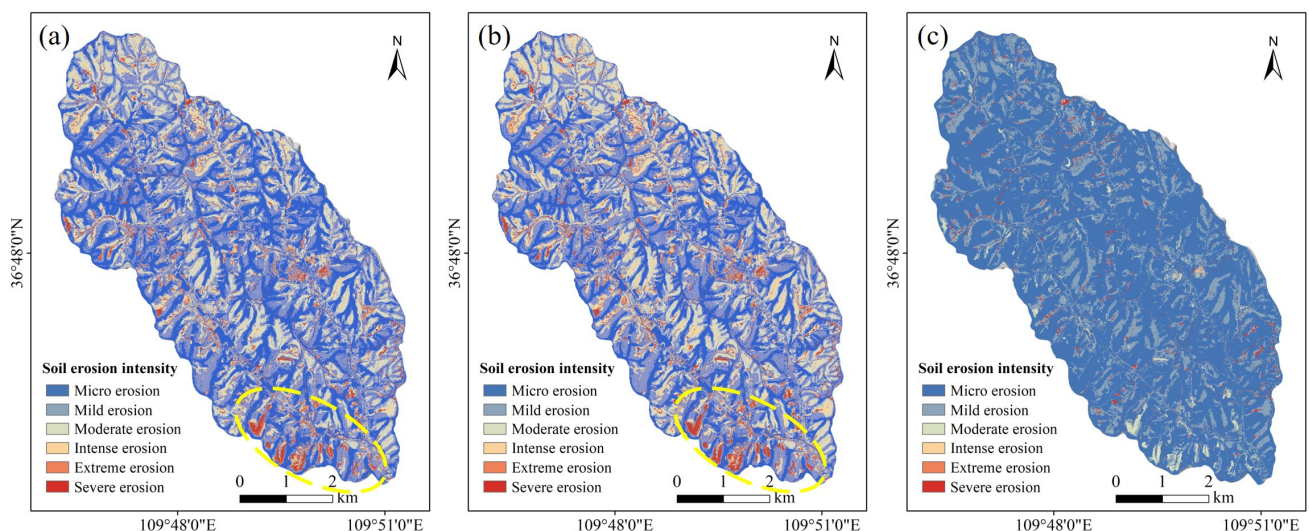 (a)
N
36°48'0"N
Soil erosion intensity
Micro erosion
Mild erosion
Moderate erosion
Intense erosion
Extreme erosion
Severe erosion
0 1 2
km
109°48'0"E 109°51'0"E
(b)
N
36°48'0"N
Soil erosion intensity
Micro erosion
Mild erosion
Moderate erosion
Intense erosion
Extreme erosion
Severe erosion
0 1 2
km
109°48'0"E 109°51'0"E
(c)
N
36°48'0"N
Soil erosion intensity
Micro erosion
Mild erosion
Moderate erosion
Intense erosion
Extreme erosion
Severe erosion
0 1 2
km
109°48'0"E 109°51'0"E